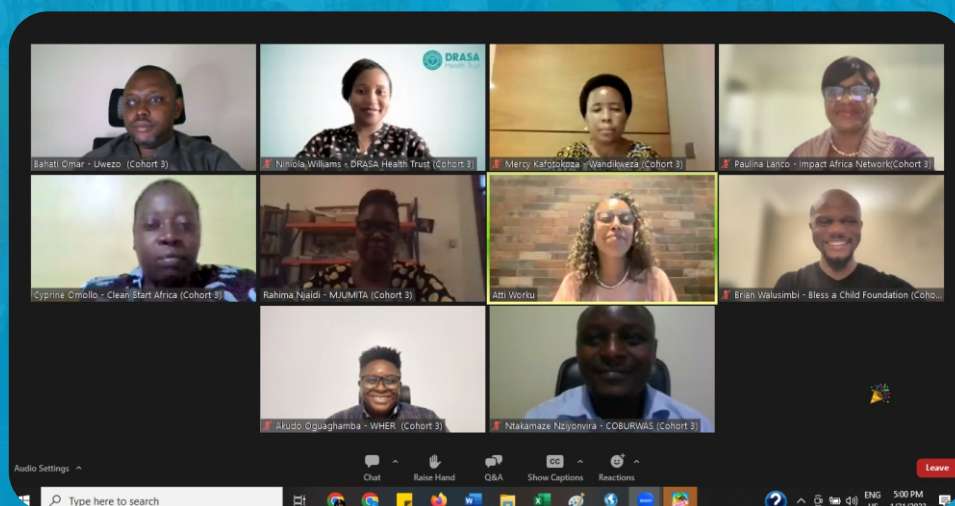 DRASA
Health Trust
Bahati Omar - Uwezo (Cohort 3)
Niniola Williams - DRASA Health Trust (Cohort 3)
Mercy Kafotokoza - Wandikweza (Cohort 3)
Paulina Lanco - Impact Africa Network(Cohort 3)
Cyprine Omollo - Clean Start Africa (Cohort 3)
Rahima Njaidi - MJUMITA (Cohort 3)
Atti Worku
Brian Walusimbi - Bless a Child Foundation (Coho...
Akudo Oguaghamba - WHER (Cohort 3)
Ntakamaze Nziyonvira - COBURWAS (Cohort 3)
Audio Settings
Chat
Raise Hand
Q&A
CC
Show Captions
Reactions
Leave
Type here to search
ENG
5:00 PM
US